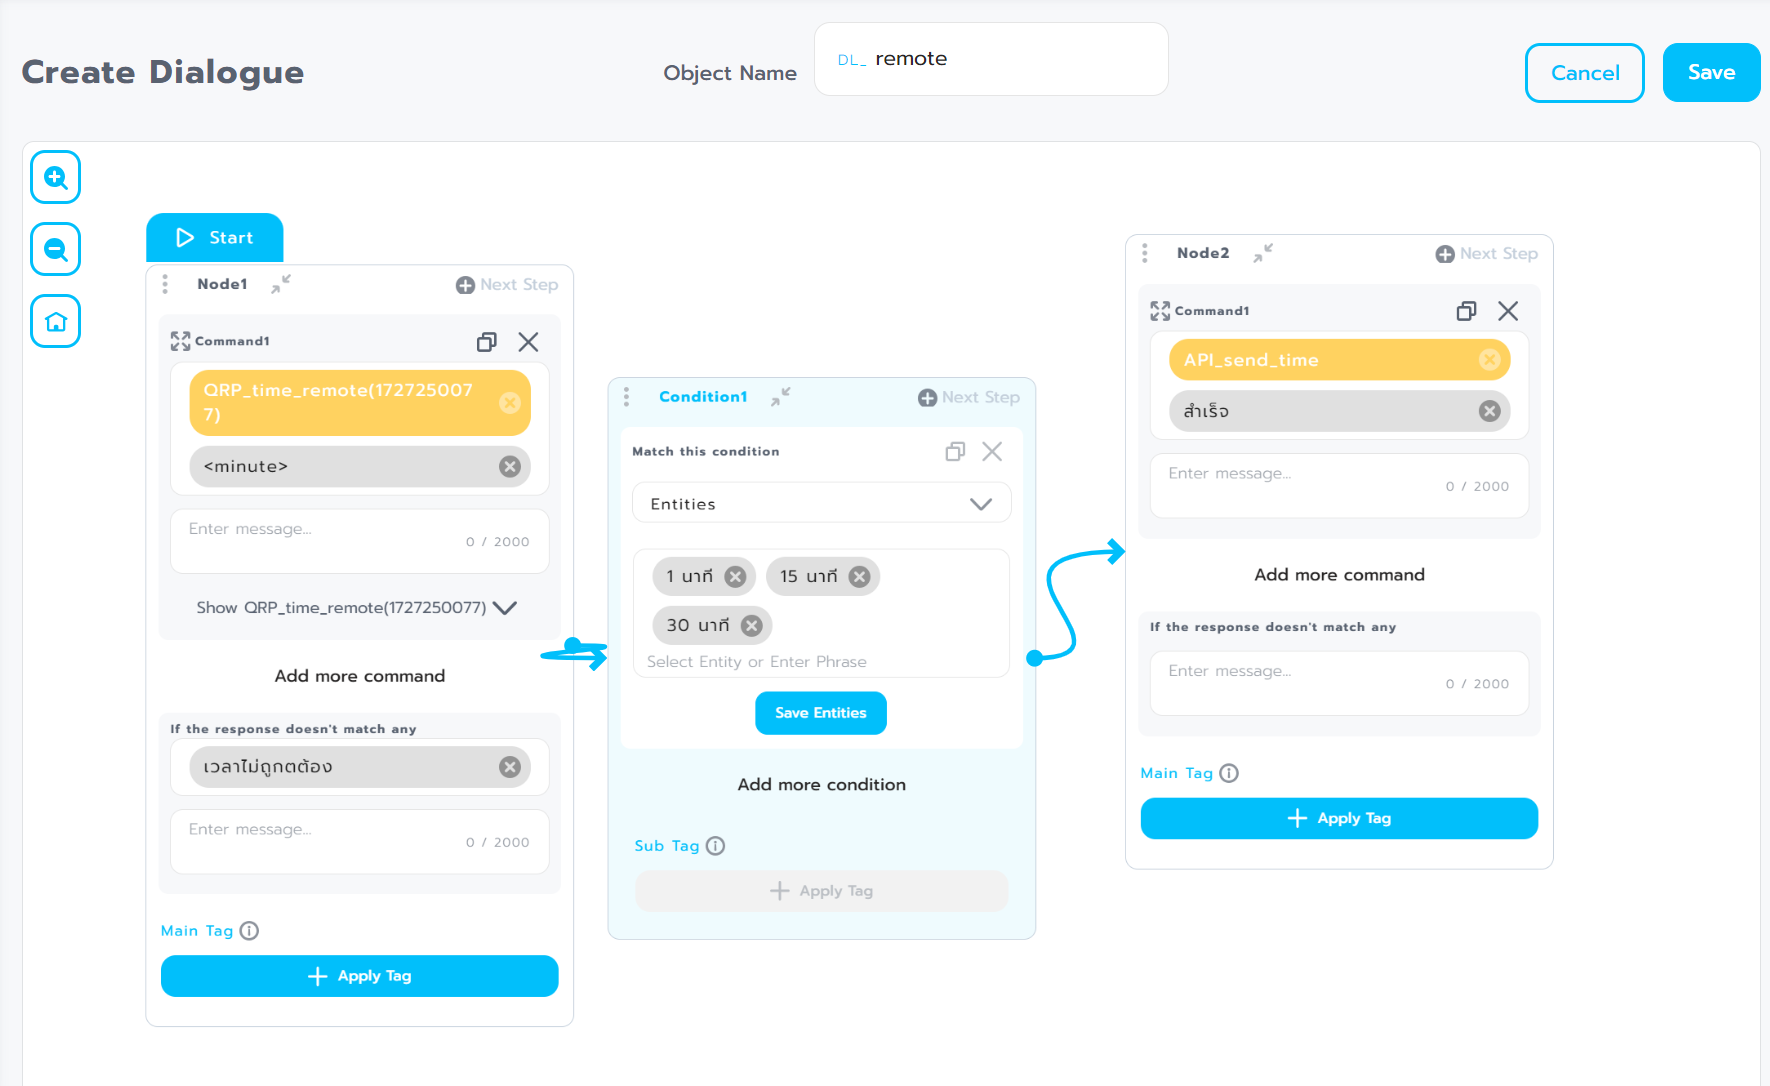 Create Dialogue
Object Name
DL_ remote
Cancel
Save
Start
Node1
Next Step
Command1
QRP_time_remote(172725007
7)
<minute>
Enter message...
0 / 2000
Show QRP_time_remote(1727250077)
Add more command
If the response doesn't match any
เวลาไม่ถูกตต้อง
Enter message...
0 / 2000
Main Tag
Apply Tag
Condition1
Next Step
Match this condition
Entities
1 นาที
15 นาที
30 นาที
Select Entity or Enter Phrase
Save Entities
Add more condition
Sub Tag
Apply Tag
Node2
Next Step
Command1
API_send_time
สำเร็จ
Enter message...
0 / 2000
Add more command
If the response doesn't match any
Enter message...
0 / 2000
Main Tag
Apply Tag